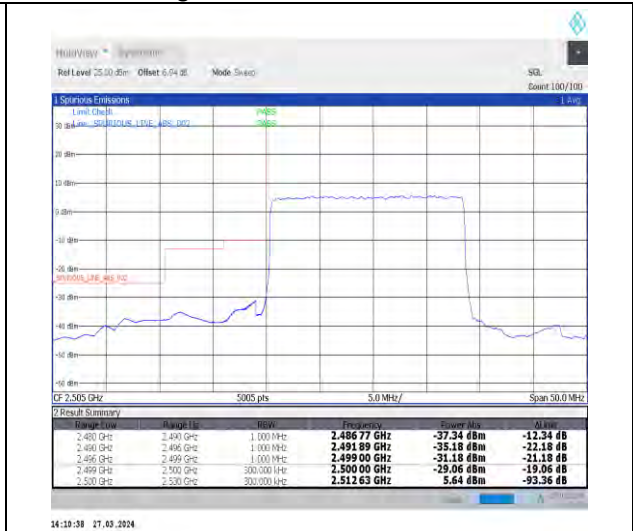 MultiView Spectrum
Ref Level 25.00 dBm Offset 6.94 dB Mode Sweep SGL
Count 100/100
1 Spurious Emissions 1 Avg
Limit Check PASS
30 dBm Line _SPURIOUS_LINE_ABS_002 PASS
20 dBm
10 dBm
0 dBm
-10 dBm
-20 dBm
_SPURIOUS_LINE_ABS_002
-30 dBm
-40 dBm
-50 dBm
-60 dBm
CF 2.505 GHz 5005 pts 5.0 MHz/ Span 50.0 MHz
2 Result Summary
Range Low Range Up RBW Frequency Power Abs ΔLimit
2.480 GHz 2.490 GHz 1.000 MHz 2.486 77 GHz -37.34 dBm -12.34 dB
2.490 GHz 2.496 GHz 1.000 MHz 2.491 89 GHz -35.18 dBm -22.18 dB
2.496 GHz 2.499 GHz 1.000 MHz 2.499 00 GHz -31.18 dBm -21.18 dB
2.499 GHz 2.500 GHz 300.000 kHz 2.500 00 GHz -29.06 dBm -19.06 dB
2.500 GHz 2.530 GHz 300.000 kHz 2.512 63 GHz 5.64 dBm -93.36 dB
14:10:38 27.03.2024